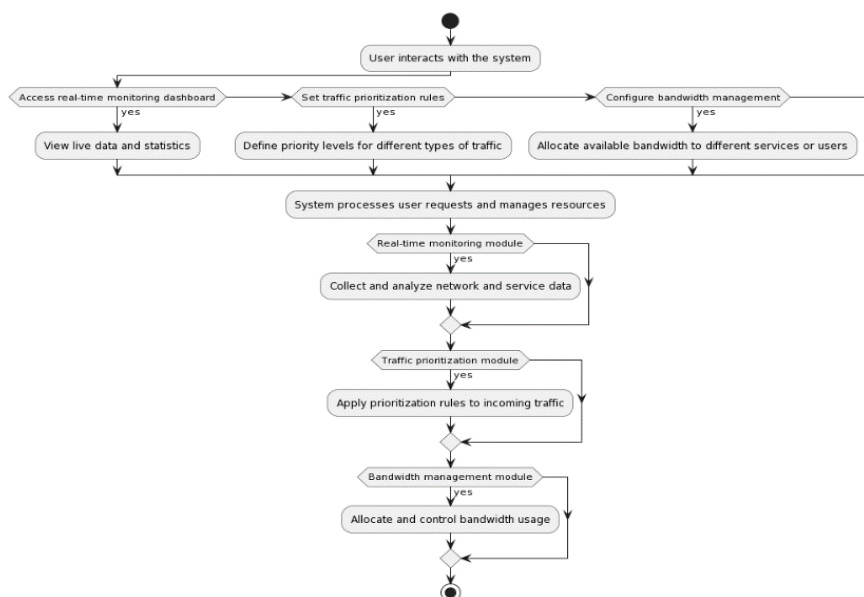 User interacts with the system
Access real-time monitoring dashboard
Set traffic prioritization rules
Configure bandwidth management
yes
yes
yes
View live data and statistics
Define priority levels for different types of traffic
Allocate available bandwidth to different services or users
System processes user requests and manages resources
Real-time monitoring module
yes
Collect and analyze network and service data
Traffic prioritization module
yes
Apply prioritization rules to incoming traffic
Bandwidth management module
yes
Allocate and control bandwidth usage